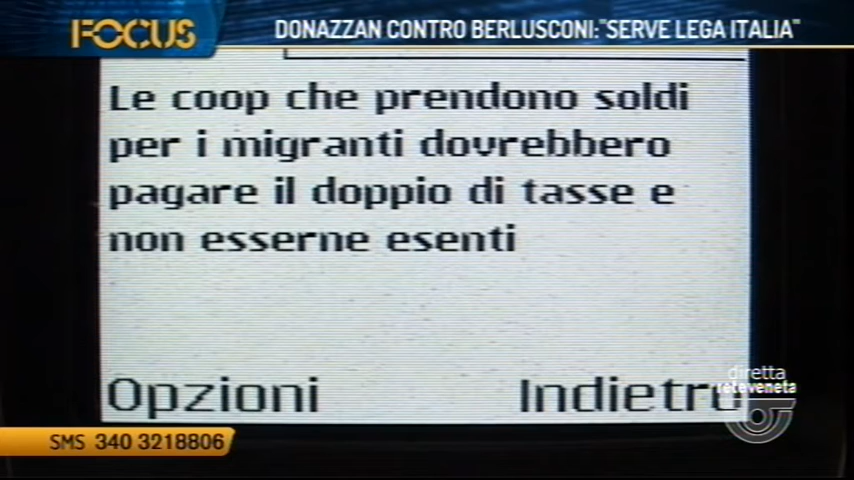 FOCUS
DONAZZAN CONTRO BERLUSCONI:"SERVE LEGA ITALIA"
Le coop che prendono soldi
per i migranti dovrebbero
pagare il doppio di tasse e
non esserne esenti
Opzioni Indietro
diretta
reteveneta
SMS 340 3218806